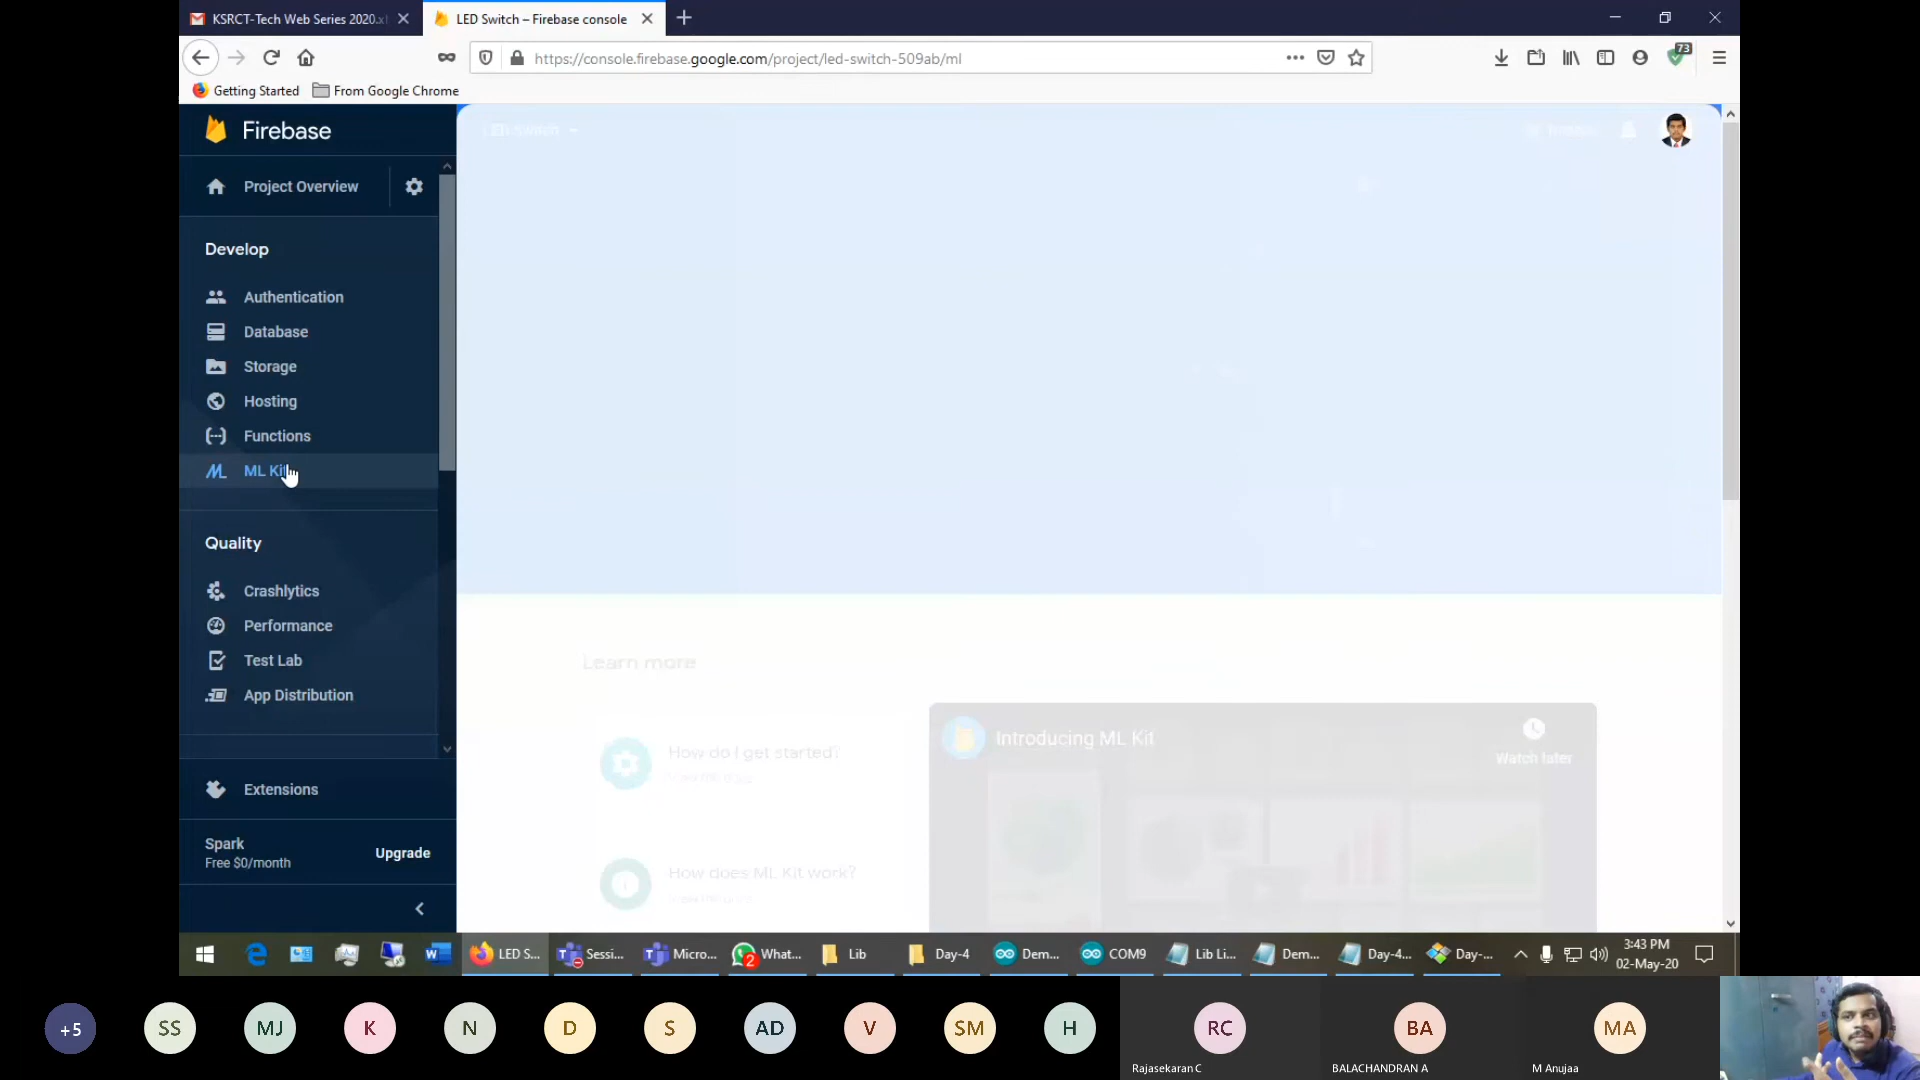 KSRCT-Tech Web Series 2020.x
LED Switch – Firebase console
https://console.firebase.google.com/project/led-switch-509ab/ml
73
Getting Started
From Google Chrome
Firebase
LED Switch
Project Overview
Develop
Authentication
Database
Storage
Hosting
Functions
ML Kit
Quality
Crashlytics
Performance
Test Lab
App Distribution
Extensions
Spark
Free $0/month
Upgrade
Learn more
How do I get started?
How does ML Kit work?
Introducing ML Kit
Watch later
LED S...
Sessi...
Micro...
2
What...
Lib
Day-4
Dem...
COM9
Lib Li...
Dem...
Day-4...
Day-...
3:43 PM
02-May-20
+5
SS
MJ
K
N
D
S
AD
V
SM
H
RC
BA
MA
Rajasekaran C
BALACHANDRAN A
M Anujaa